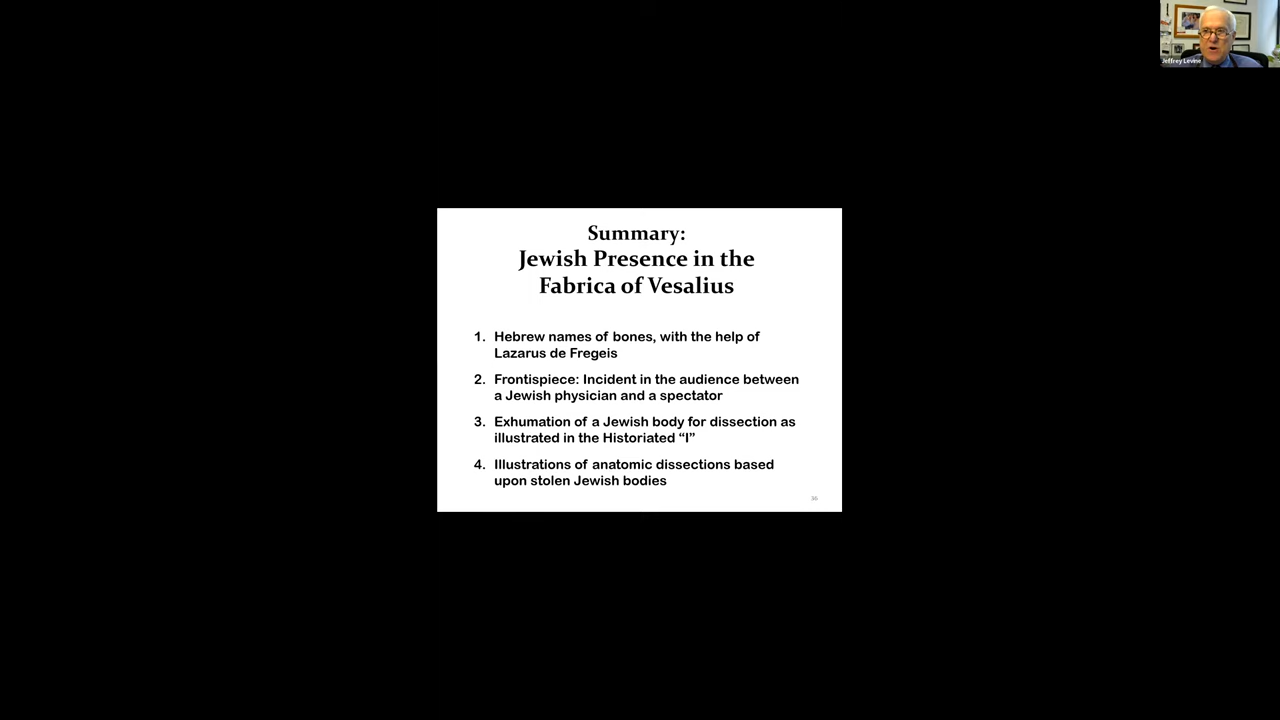 Jeffrey Levine
Summary:
Jewish Presence in the
Fabrica of Vesalius
1. Hebrew names of bones, with the help of
Lazarus de Fregeis
2. Frontispiece: Incident in the audience between
a Jewish physician and a spectator
3. Exhumation of a Jewish body for dissection as
illustrated in the Historiated “I”
4. Illustrations of anatomic dissections based
upon stolen Jewish bodies
36